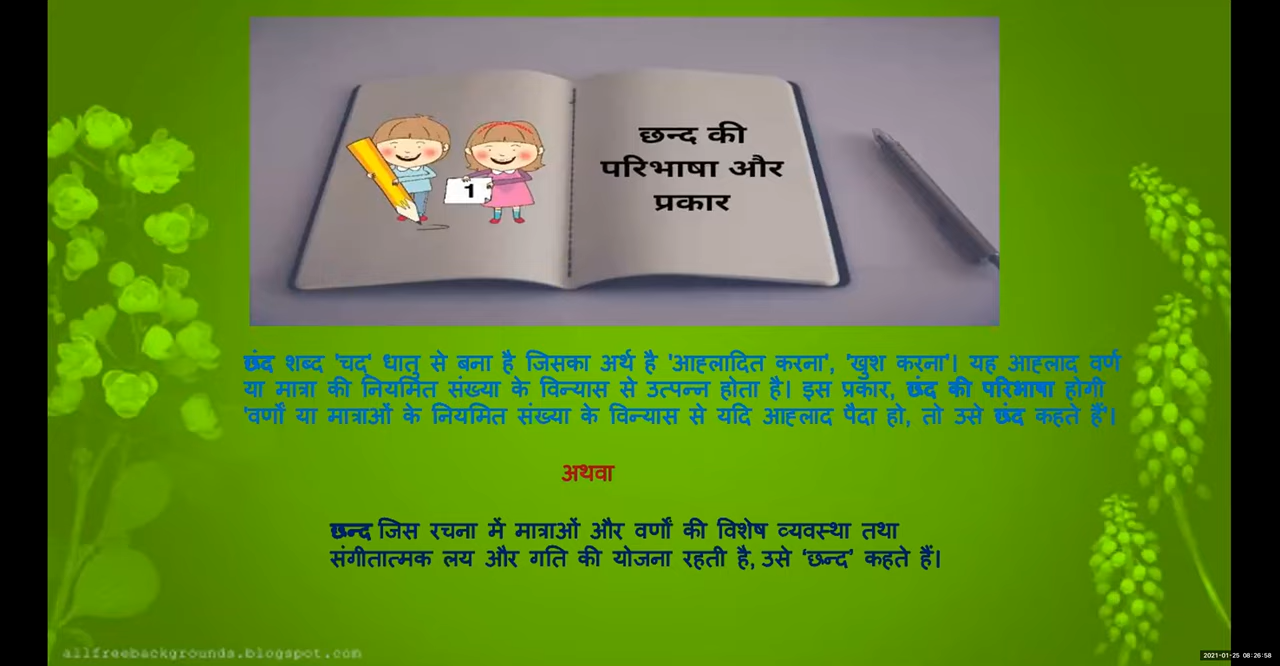 छन्द की
परिभाषा और
प्रकार
1
छंद शब्द 'चद' धातु से बना है जिसका अर्थ है 'आह्लादित करना', 'खुश करना'। यह आह्लाद वर्ण
या मात्रा की नियमित संख्या के विन्यास से उत्पन्न होता है। इस प्रकार, छंद की परिभाषा होगी
'वर्णों या मात्राओं के नियमित संख्या के विन्यास से यदि आह्लाद पैदा हो, तो उसे छंद कहते हैं'।
अथवा
छन्द जिस रचना में मात्राओं और वर्णों की विशेष व्यवस्था तथा
संगीतात्मक लय और गति की योजना रहती है, उसे ‘छन्द’ कहते हैं।
allfreebackgrounds.blogspot.com
2021-01-25 08:26:58